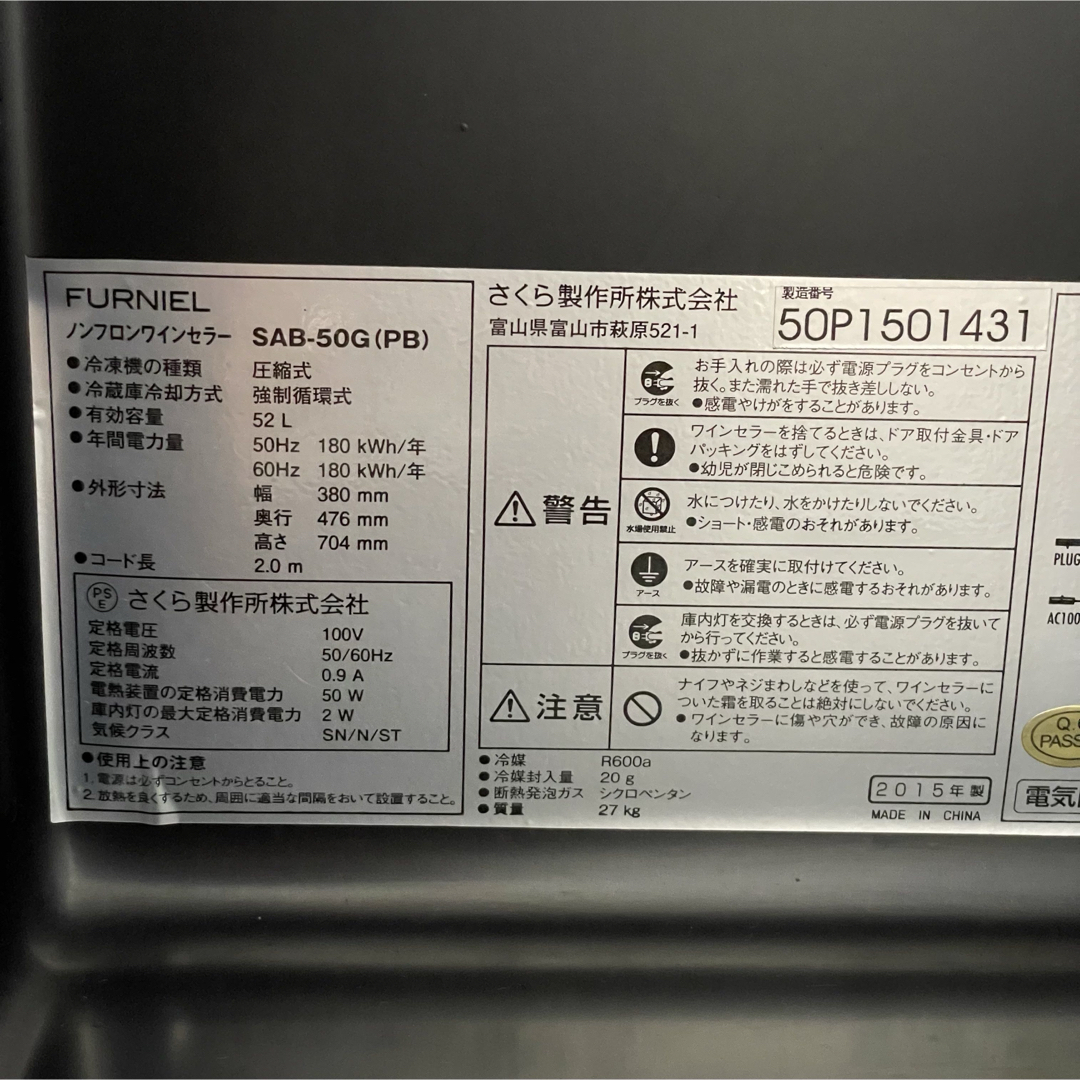 FURNIEL
ノンフロンワインセラー SAB-50G(PB)
●冷凍機の種類 圧縮式
●冷蔵庫冷却方式 強制循環式
●有効容量 52 L
●年間電力量 50Hz 180 kWh/年
60Hz 180 kWh/年
●外形寸法 幅 380 mm
奥行 476 mm
高さ 704 mm
●コード長 2.0 m
PSE さくら製作所株式会社
定格電圧 100V
定格周波数 50/60Hz
定格電流 0.9 A
電熱装置の定格消費電力 50 W
庫内灯の最大定格消費電力 2 W
気候クラス SN/N/ST
●使用上の注意
1. 電源は必ずコンセントからとること。
2. 放熱を良くするため、周囲に適当な間隔をおいて設置すること。
さくら製作所株式会社
富山県富山市萩原521-1
製造番号
50P1501431
警告
プラグを抜く
お手入れの際は必ず電源プラグをコンセントから
抜く。また濡れた手で抜き差ししない。
●感電やけがをすることがあります。
ワインセラーを捨てるときは、ドア取付金具・ドア
パッキングをはずしてください。
●幼児が閉じこめられると危険です。
水場使用禁止
水につけたり、水をかけたりしないでください。
●ショート・感電のおそれがあります。
アース
アースを確実に取付けてください。
●故障や漏電のときに感電するおそれがあります。
プラグを抜く
庫内灯を交換するときは、必ず電源プラグを抜いて
から行ってください。
●抜かずに作業すると感電することがあります。
注意
ナイフやネジまわしなどを使って、ワインセラーに
ついた霜を取ることは絶対にしないでください。
●ワインセラーに傷や穴ができ、故障の原因に
なります。
●冷媒 R600a
●冷媒封入量 20 g
●断熱発泡ガス シクロペンタン
●質量 27 kg
2015年製
MADE IN CHINA
PLUG
AC100
Q.
PASS
電気